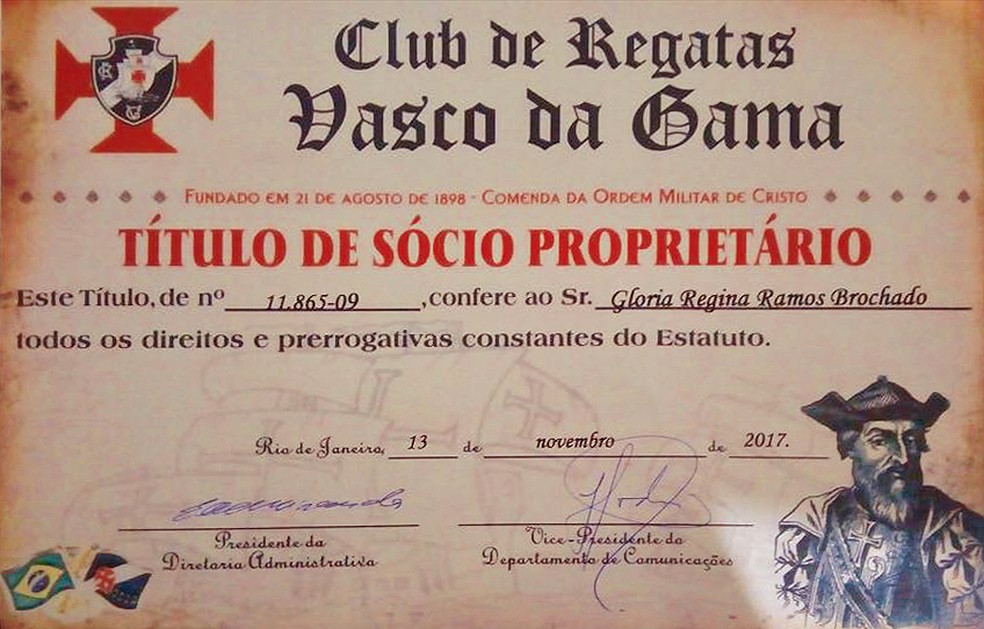 Club de Regatas
Vasco da Gama
FUNDADO EM 21 DE AGOSTO DE 1898 - COMENDA DA ORDEM MILITAR DE CRISTO
TÍTULO DE SÓCIO PROPRIETÁRIO
Este Título, de nº 11.865-09, confere ao Sr. Gloria Regina Ramos Brochado
todos os direitos e prerrogativas constantes do Estatuto.
Rio de Janeiro, 13 de novembro de 2017.
Presidente da
Diretoria Administrativa
Vice-Presidente do
Departamento de Comunicações